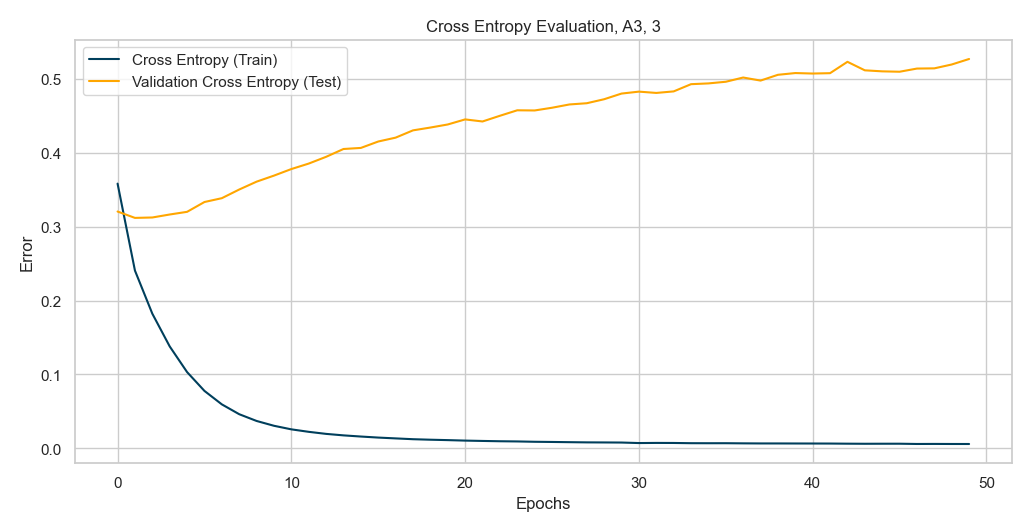 Cross Entropy Evaluation, A3, 3
Cross Entropy (Train)
Validation Cross Entropy (Test)
Error
0.5
0.4
0.3
0.2
0.1
0.0
0 10 20 30 40 50
Epochs